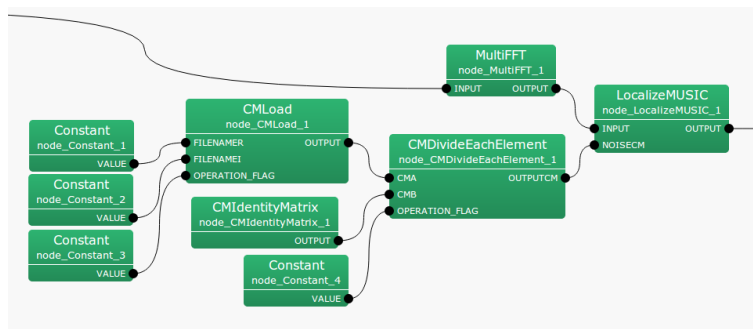 MultiFFT
node_MultiFFT_1
INPUT OUTPUT
LocalizeMUSIC
node_LocalizeMUSIC_1
INPUT OUTPUT
NOISECM
CMLoad
node_CMLoad_1
FILENAMER OUTPUT
FILENAMEI
OPERATION_FLAG
Constant
node_Constant_1
VALUE
Constant
node_Constant_2
VALUE
Constant
node_Constant_3
VALUE
CMDivideEachElement
node_CMDivideEachElement_1
CMA OUTPUTCM
CMB
OPERATION_FLAG
CMIdentityMatrix
node_CMIdentityMatrix_1
OUTPUT
Constant
node_Constant_4
VALUE